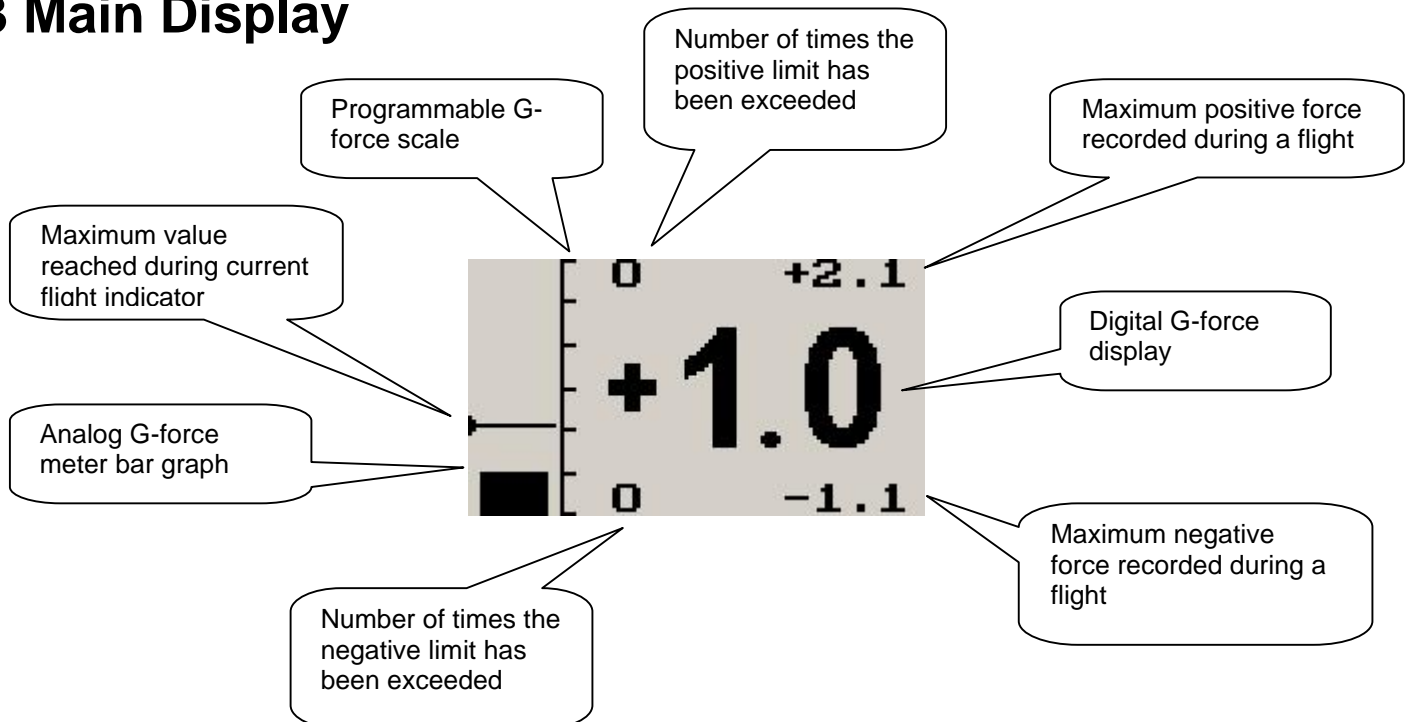 3 Main Display
Number of times the
positive limit has
been exceeded
Programmable G-
force scale
Maximum positive force
recorded during a flight
Maximum value
reached during current
flight indicator
0 +2.1
Digital G-force
display
+1.0
Analog G-force
meter bar graph
0 -1.1
Maximum negative
force recorded during a
flight
Number of times the
negative limit has
been exceeded